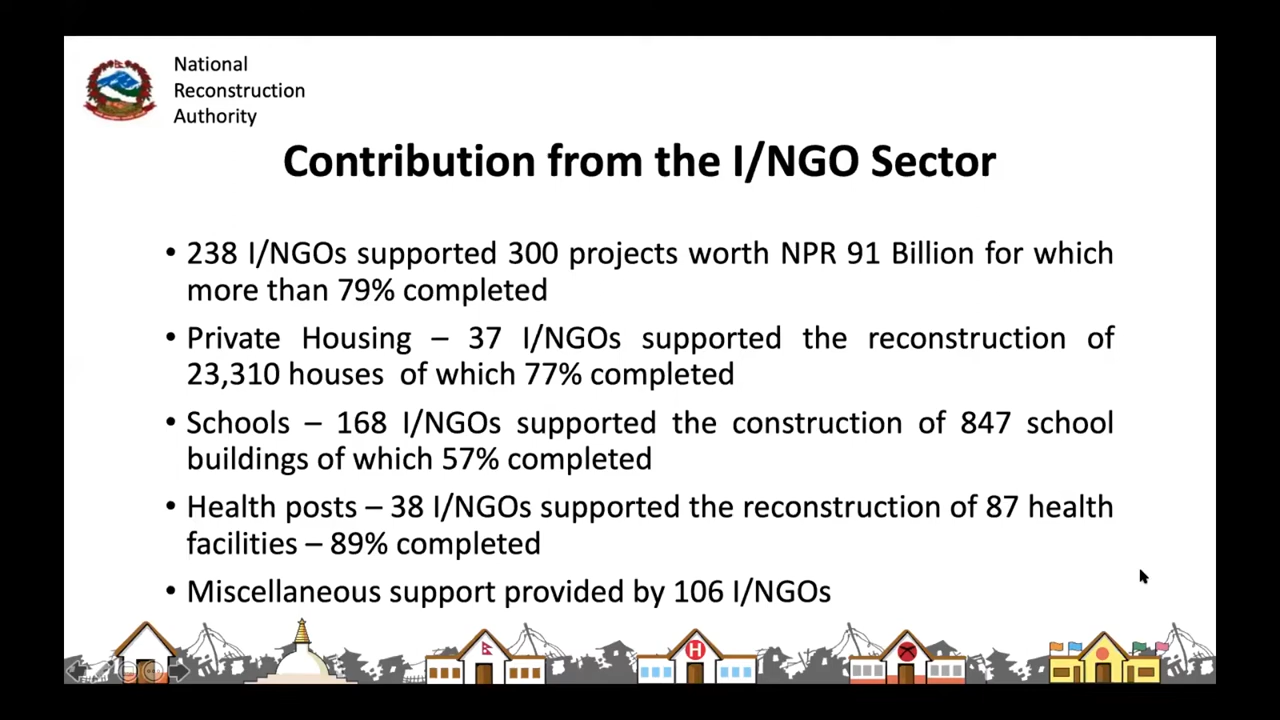 National
Reconstruction
Authority
Contribution from the I/NGO Sector
• 238 I/NGOs supported 300 projects worth NPR 91 Billion for which
more than 79% completed
• Private Housing – 37 I/NGOs supported the reconstruction of
23,310 houses of which 77% completed
• Schools – 168 I/NGOs supported the construction of 847 school
buildings of which 57% completed
• Health posts – 38 I/NGOs supported the reconstruction of 87 health
facilities – 89% completed
• Miscellaneous support provided by 106 I/NGOs
H